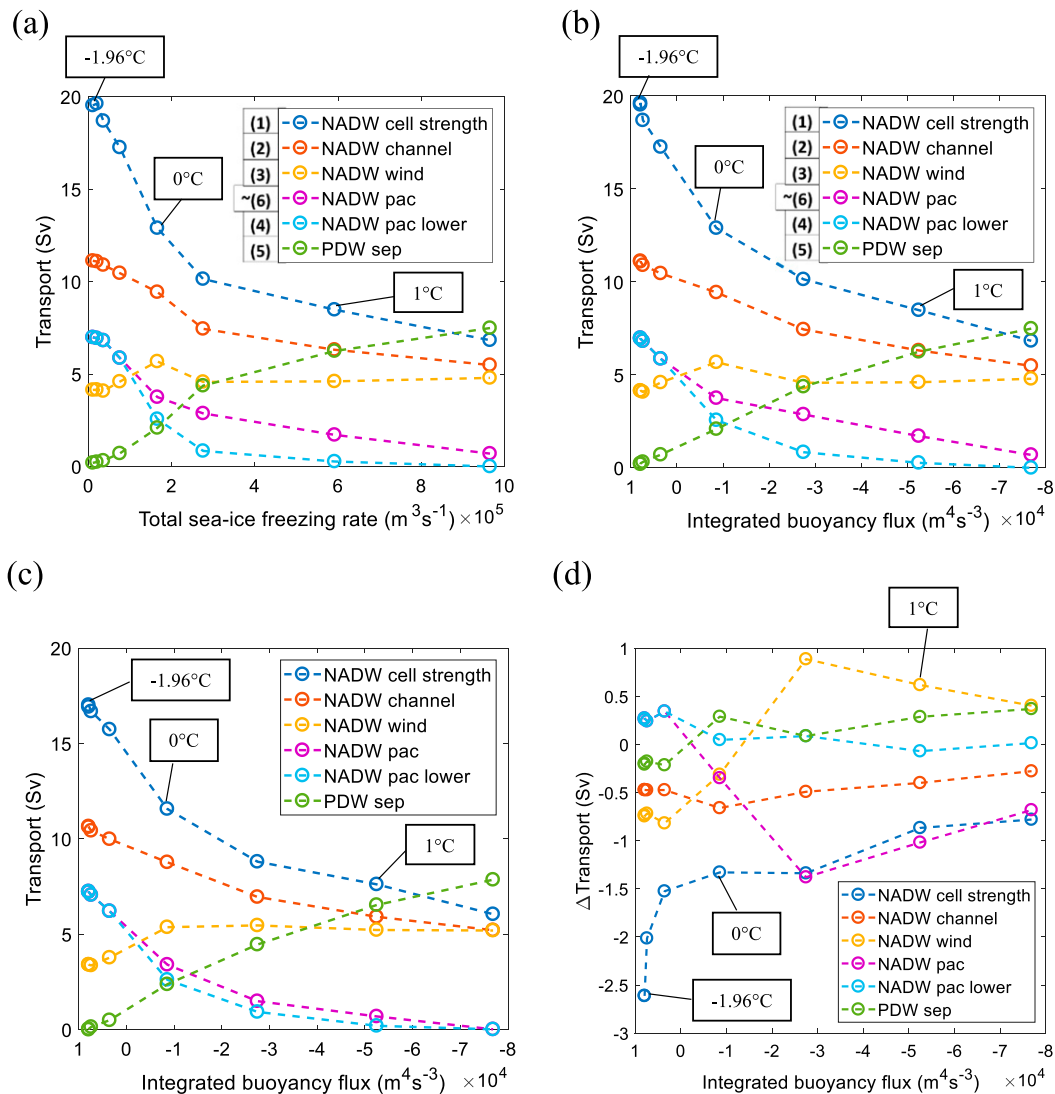 (a)
-1.96°C
20
15
10
5
0
Transport (Sv)
0°C
1°C
(1) NADW cell strength
(2) NADW channel
(3) NADW wind
~(6) NADW pac
(4) NADW pac lower
(5) PDW sep
0 2 4 6 8 10
Total sea-ice freezing rate (m³s⁻¹) ×10⁵
(b)
-1.96°C
20
15
10
5
0
Transport (Sv)
0°C
1°C
(1) NADW cell strength
(2) NADW channel
(3) NADW wind
~(6) NADW pac
(4) NADW pac lower
(5) PDW sep
1 0 -1 -2 -3 -4 -5 -6 -7 -8
Integrated buoyancy flux (m⁴s⁻³) ×10⁴
(c)
20
15
10
5
0
Transport (Sv)
-1.96°C
0°C
1°C
NADW cell strength
NADW channel
NADW wind
NADW pac
NADW pac lower
PDW sep
1 0 -1 -2 -3 -4 -5 -6 -7 -8
Integrated buoyancy flux (m⁴s⁻³) ×10⁴
(d)
1°C
1
0.5
0
-0.5
-1
-1.5
-2
-2.5
-3
Δ Transport (Sv)
0°C
-1.96°C
NADW cell strength
NADW channel
NADW wind
NADW pac
NADW pac lower
PDW sep
1 0 -1 -2 -3 -4 -5 -6 -7 -8
Integrated buoyancy flux (m⁴s⁻³) ×10⁴